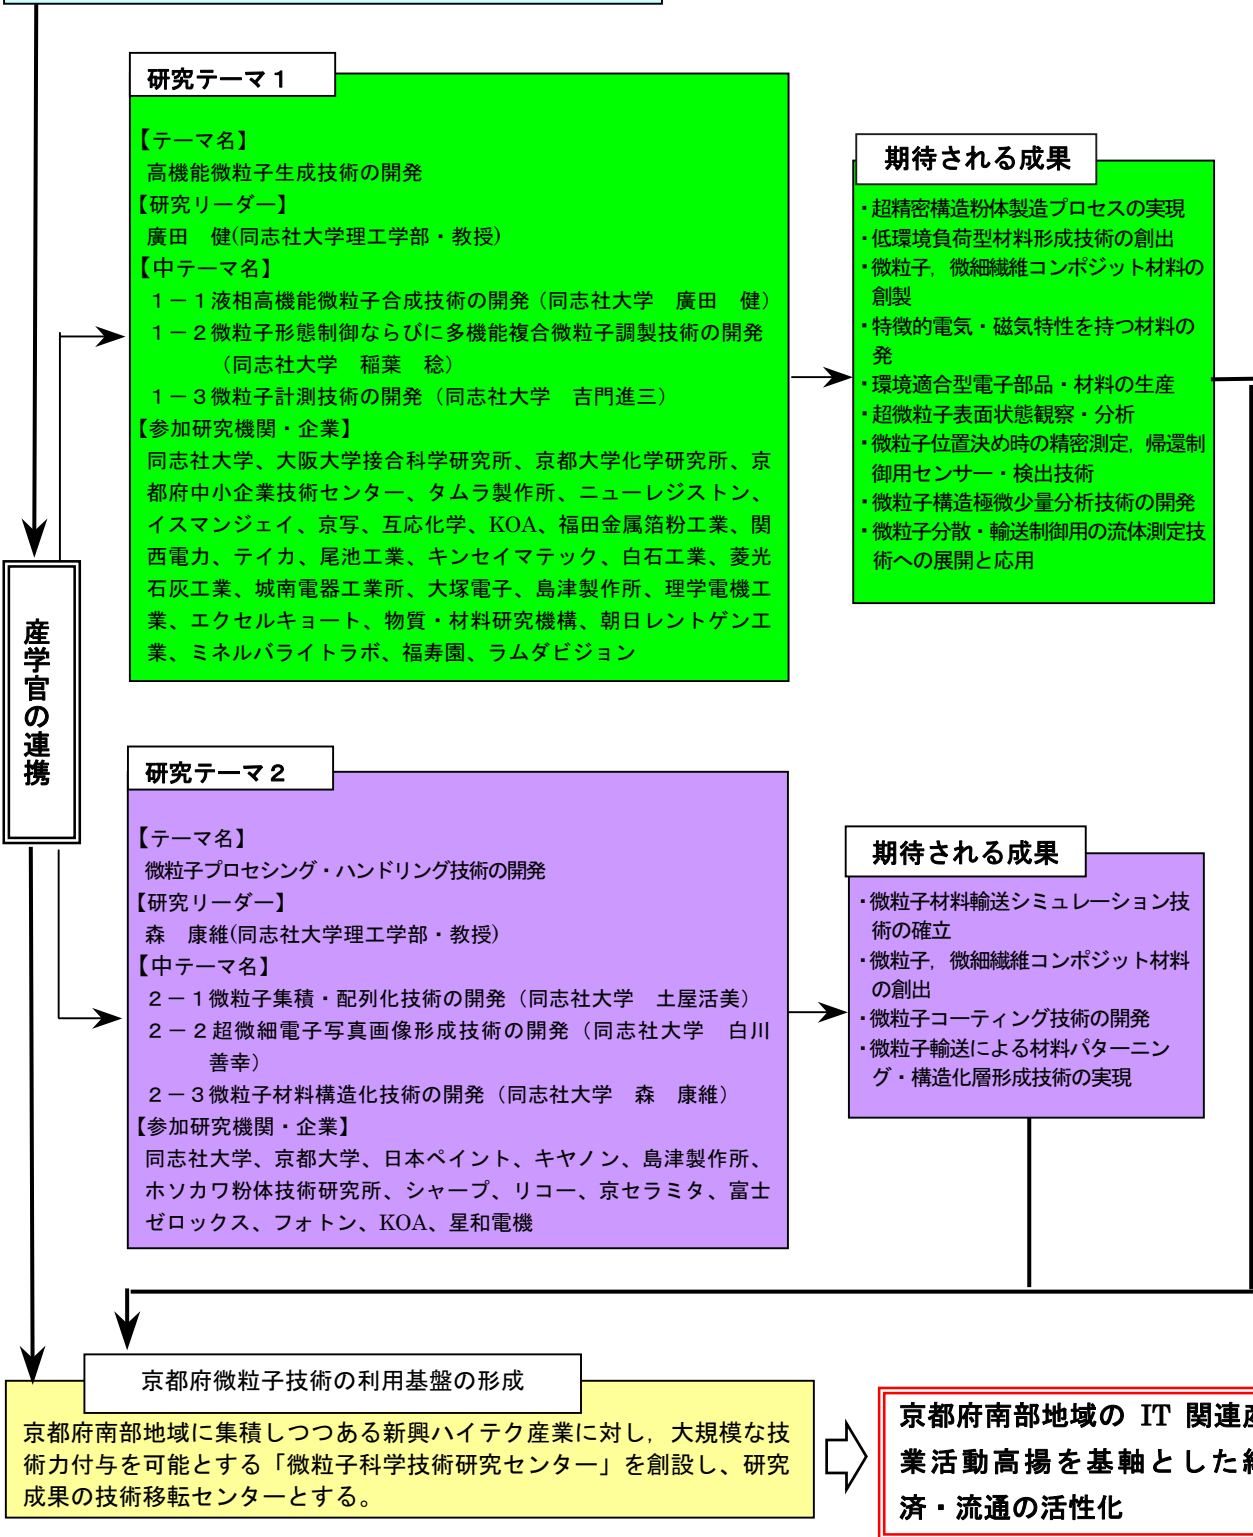 研究テーマ１
【テーマ名】
高機能微粒子生成技術の開発
【研究リーダー】
廣田　健(同志社大学理工学部・教授)
【中テーマ名】
１－１液相高機能微粒子合成技術の開発（同志社大学　廣田　健）
１－２微粒子形態制御ならびに多機能複合微粒子調製技術の開発
（同志社大学　稲葉　稔）
１－３微粒子計測技術の開発（同志社大学　吉門進三）
【参加研究機関・企業】
同志社大学、大阪大学接合科学研究所、京都大学化学研究所、京
都府中小企業技術センター、タムラ製作所、ニューレジストン、
イスマンジェイ、京写、互応化学、KOA、福田金属箔粉工業、関
西電力、テイカ、尾池工業、キンセイマテック、白石工業、菱光
石灰工業、城南電器工業所、大塚電子、島津製作所、理学電機工
業、エクセルキョート、物質・材料研究機構、朝日レントゲン工
業、ミネルバライトラボ、福寿園、ラムダビジョン
期待される成果
・超精密構造粉体製造プロセスの実現
・低環境負荷型材料形成技術の創出
・微粒子，微細繊維コンポジット材料の
創製
・特徴的電気・磁気特性を持つ材料の
発
・環境適合型電子部品・材料の生産
・超微粒子表面状態観察・分析
・微粒子位置決め時の精密測定，帰還制
御用センサー・検出技術
・微粒子構造極微少量分析技術の開発
・微粒子分散・輸送制御用の流体測定技
術への展開と応用
産学官の連携
研究テーマ２
【テーマ名】
微粒子プロセシング・ハンドリング技術の開発
【研究リーダー】
森　康維(同志社大学理工学部・教授)
【中テーマ名】
２－１微粒子集積・配列化技術の開発（同志社大学　土屋活美）
２－２超微細電子写真画像形成技術の開発（同志社大学　白川
善幸）
２－３微粒子材料構造化技術の開発（同志社大学　森　康維）
【参加研究機関・企業】
同志社大学、京都大学、日本ペイント、キヤノン、島津製作所、
ホソカワ粉体技術研究所、シャープ、リコー、京セラミタ、富士
ゼロックス、フォトン、KOA、星和電機
期待される成果
・微粒子材料輸送シミュレーション技
術の確立
・微粒子，微細繊維コンポジット材料
の創出
・微粒子コーティング技術の開発
・微粒子輸送による材料パターニン
グ・構造化層形成技術の実現
京都府微粒子技術の利用基盤の形成
京都府南部地域に集積しつつある新興ハイテク産業に対し，大規模な技
術力付与を可能とする「微粒子科学技術研究センター」を創設し、研究
成果の技術移転センターとする。
京都府南部地域の IT 関連産
業活動高揚を基軸とした経
済・流通の活性化